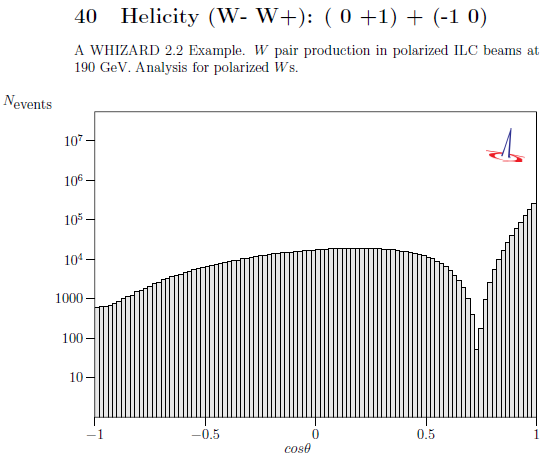 40 Helicity (W- W+): ( 0 +1) + (-1 0)
A WHIZARD 2.2 Example. W pair production in polarized ILC beams at
190 GeV. Analysis for polarized Ws.
Nevents
10⁷
10⁶
10⁵
10⁴
1000
100
10
−1 −0.5 0 0.5 1
cosθ